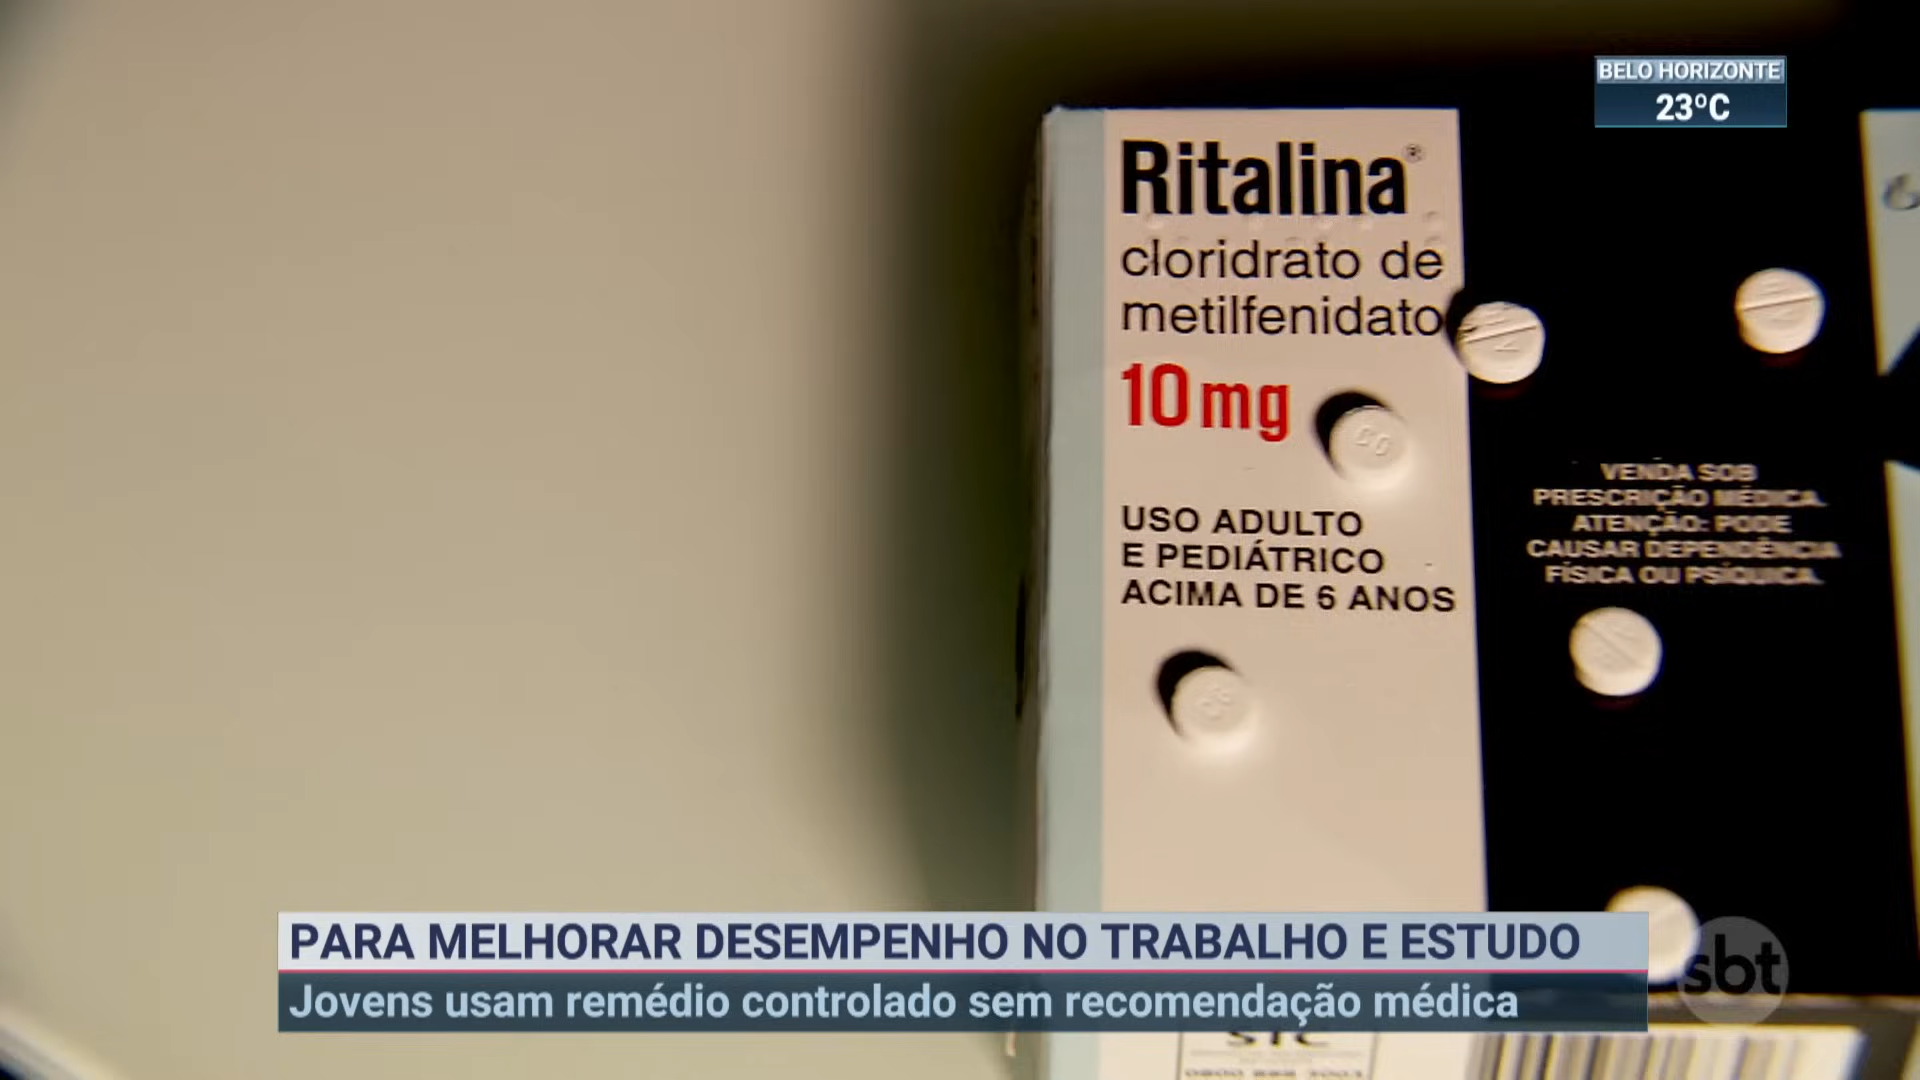 BELO HORIZONTE
23ºC
Ritalina®
cloridrato de
metilfenidato
10 mg
USO ADULTO
E PEDIÁTRICO
ACIMA DE 6 ANOS
VENDA SOB
PRESCRIÇÃO MÉDICA.
ATENÇÃO: PODE
CAUSAR DEPENDÊNCIA
FÍSICA OU PSÍQUICA.
PARA MELHORAR DESEMPENHO NO TRABALHO E ESTUDO
Jovens usam remédio controlado sem recomendação médica
sbt